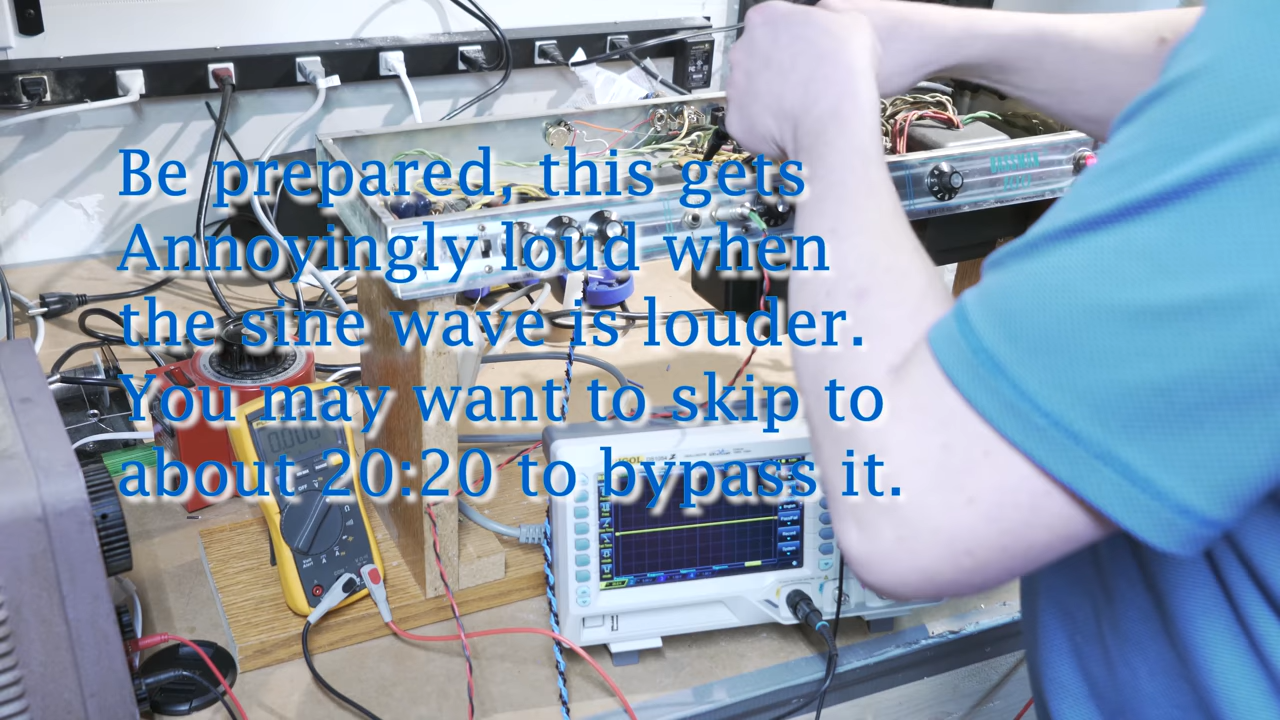 Be prepared, this gets
Annoyingly loud when
the sine wave is louder.
You may want to skip to
about 20:20 to bypass it.
BASSMAN